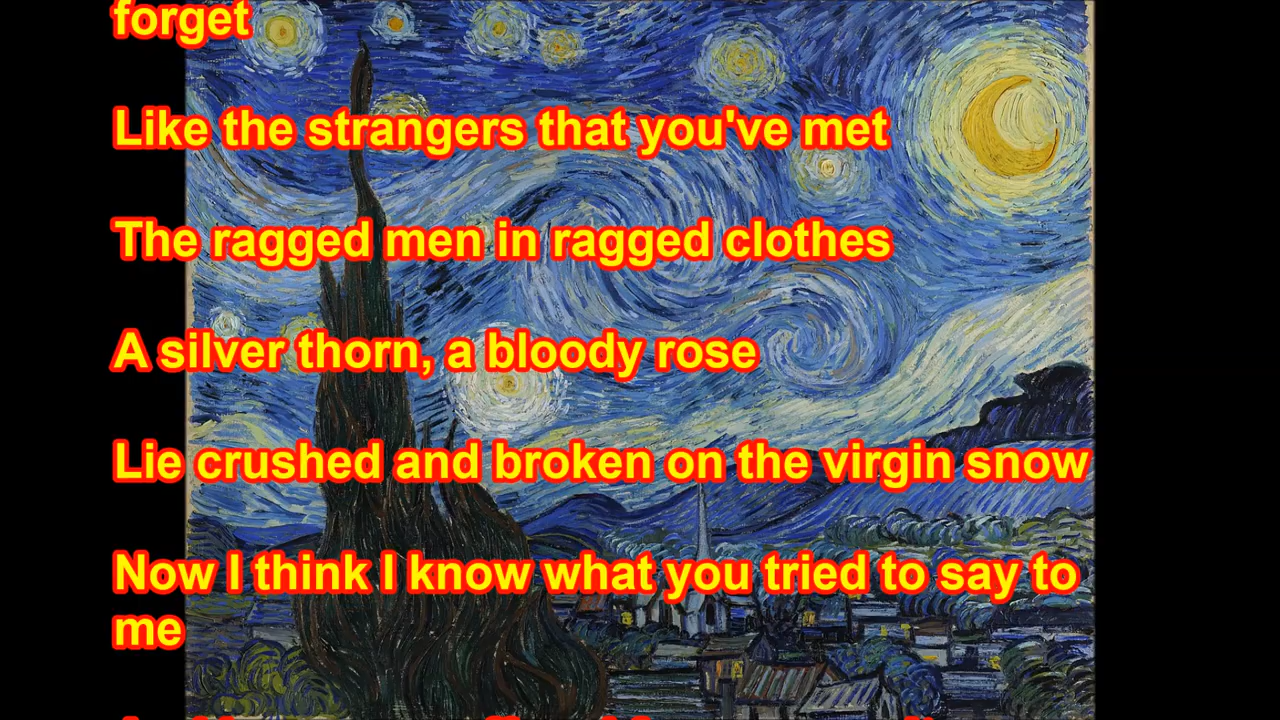 forget
Like the strangers that you've met
The ragged men in ragged clothes
A silver thorn, a bloody rose
Lie crushed and broken on the virgin snow
Now I think I know what you tried to say to
me